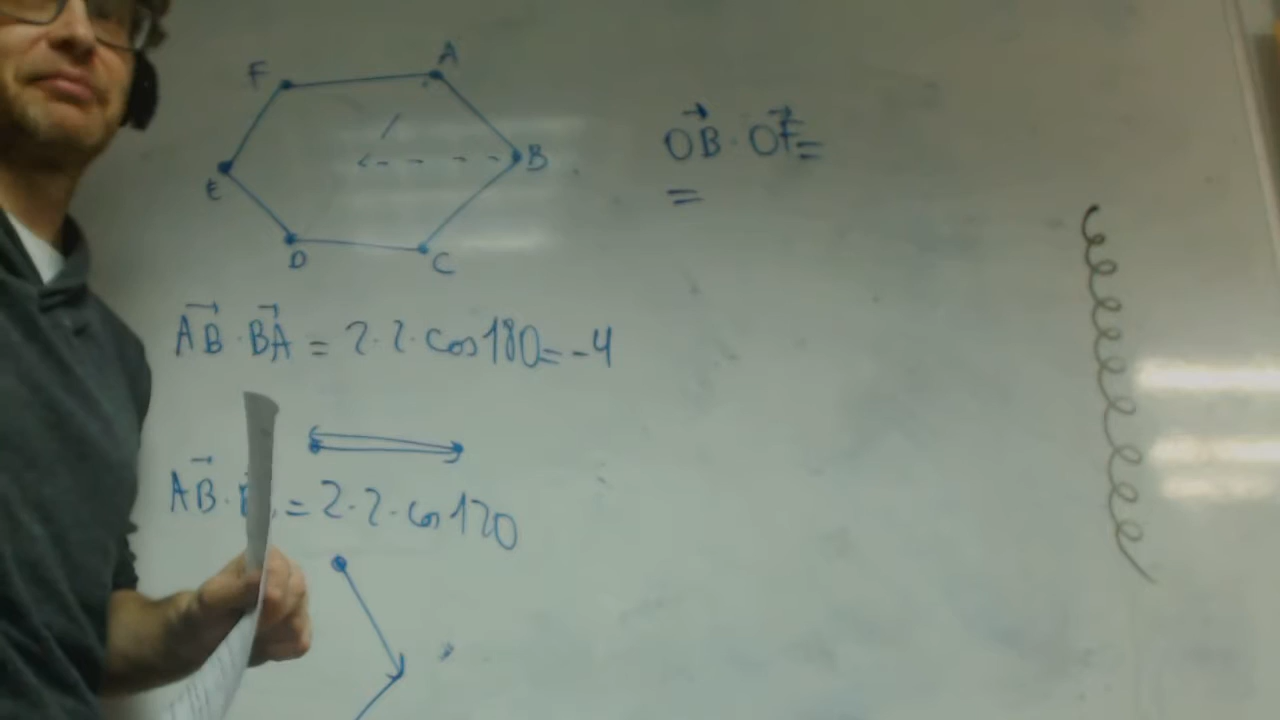 A
F
B
E
D
C
OB · OF =
=
AB · BA = 2·2· cos180=-4
AB · = 2·2·cos120